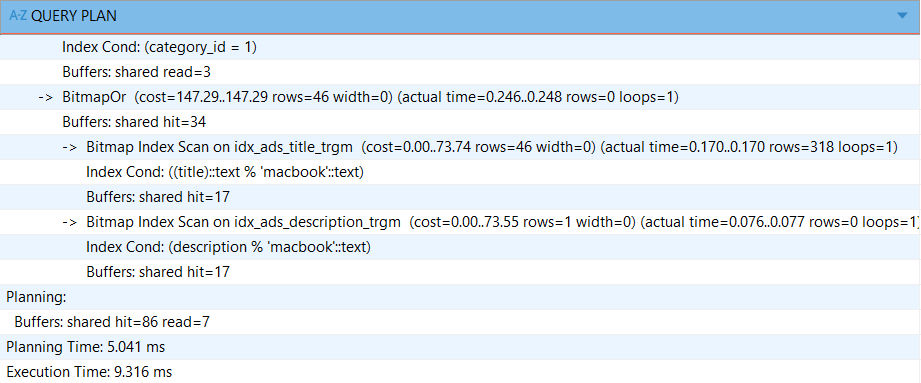 A-Z QUERY PLAN
Index Cond: (category_id = 1)
Buffers: shared read=3
-> BitmapOr (cost=147.29..147.29 rows=46 width=0) (actual time=0.246..0.248 rows=0 loops=1)
Buffers: shared hit=34
-> Bitmap Index Scan on idx_ads_title_trgm (cost=0.00..73.74 rows=46 width=0) (actual time=0.170..0.170 rows=318 loops=1)
Index Cond: ((title)::text % 'macbook'::text)
Buffers: shared hit=17
-> Bitmap Index Scan on idx_ads_description_trgm (cost=0.00..73.55 rows=1 width=0) (actual time=0.076..0.077 rows=0 loops=1)
Index Cond: (description % 'macbook'::text)
Buffers: shared hit=17
Planning:
Buffers: shared hit=86 read=7
Planning Time: 5.041 ms
Execution Time: 9.316 ms